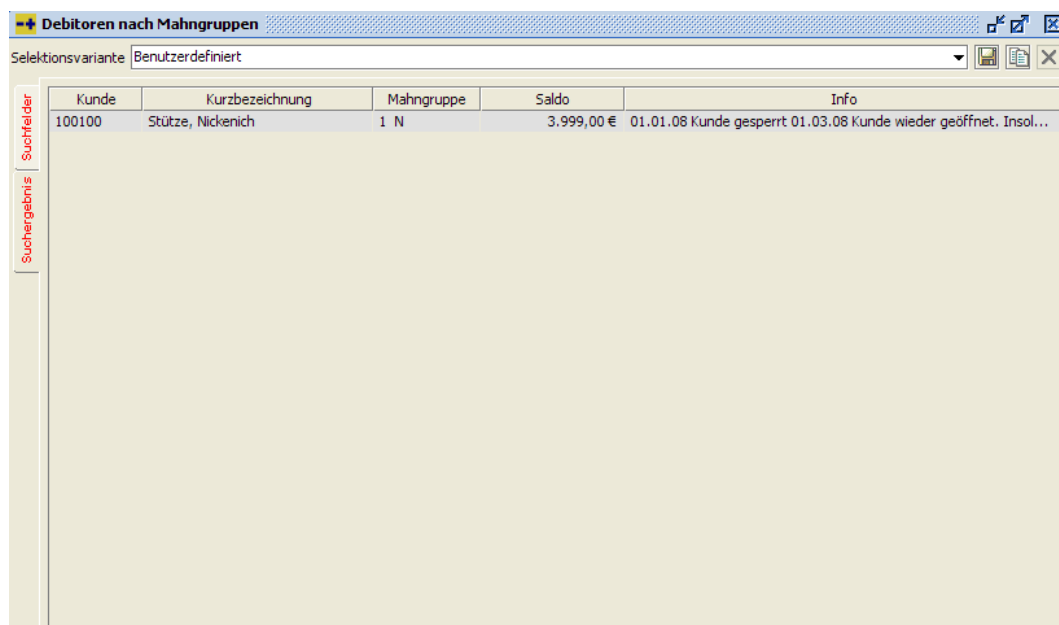 Debitoren nach Mahngruppen
Selektionsvariante Benutzerdefiniert
Suchfelder
Suchergebnis
Kunde Kurzbezeichnung Mahngruppe Saldo Info
100100 Stütze, Nickenich 1 N 3.999,00 € 01.01.08 Kunde gesperrt 01.03.08 Kunde wieder geöffnet. Insol...